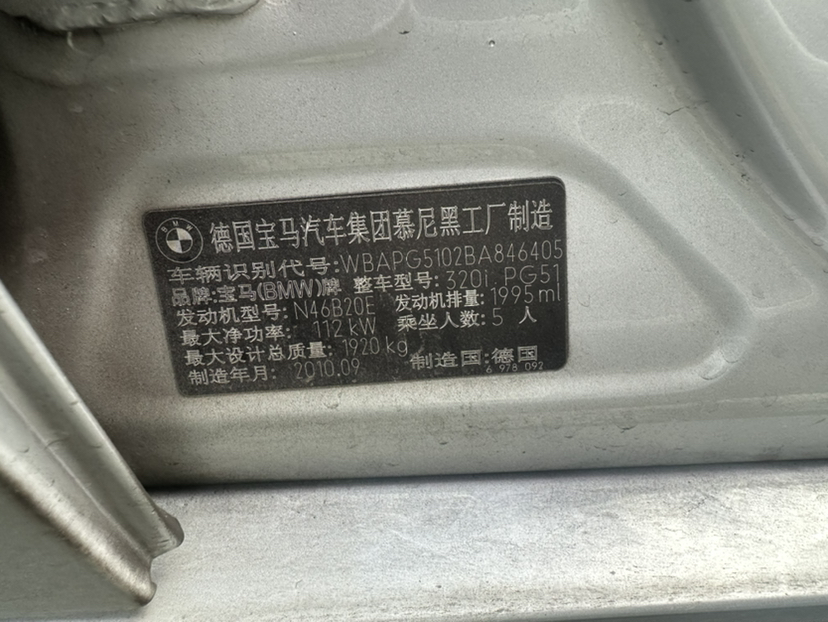 BMW 德国宝马汽车集团慕尼黑工厂制造
车辆识别代号:WBAPG5102BA846405
品牌:宝马(BMW)牌 整车型号:320i PG51
发动机型号:N46B20E 发动机排量:1995ml
最大净功率: 112 kW 乘坐人数:5 人
最大设计总质量: 1920 kg
制造年月: 2010.09 制造国:德国
6 978 092